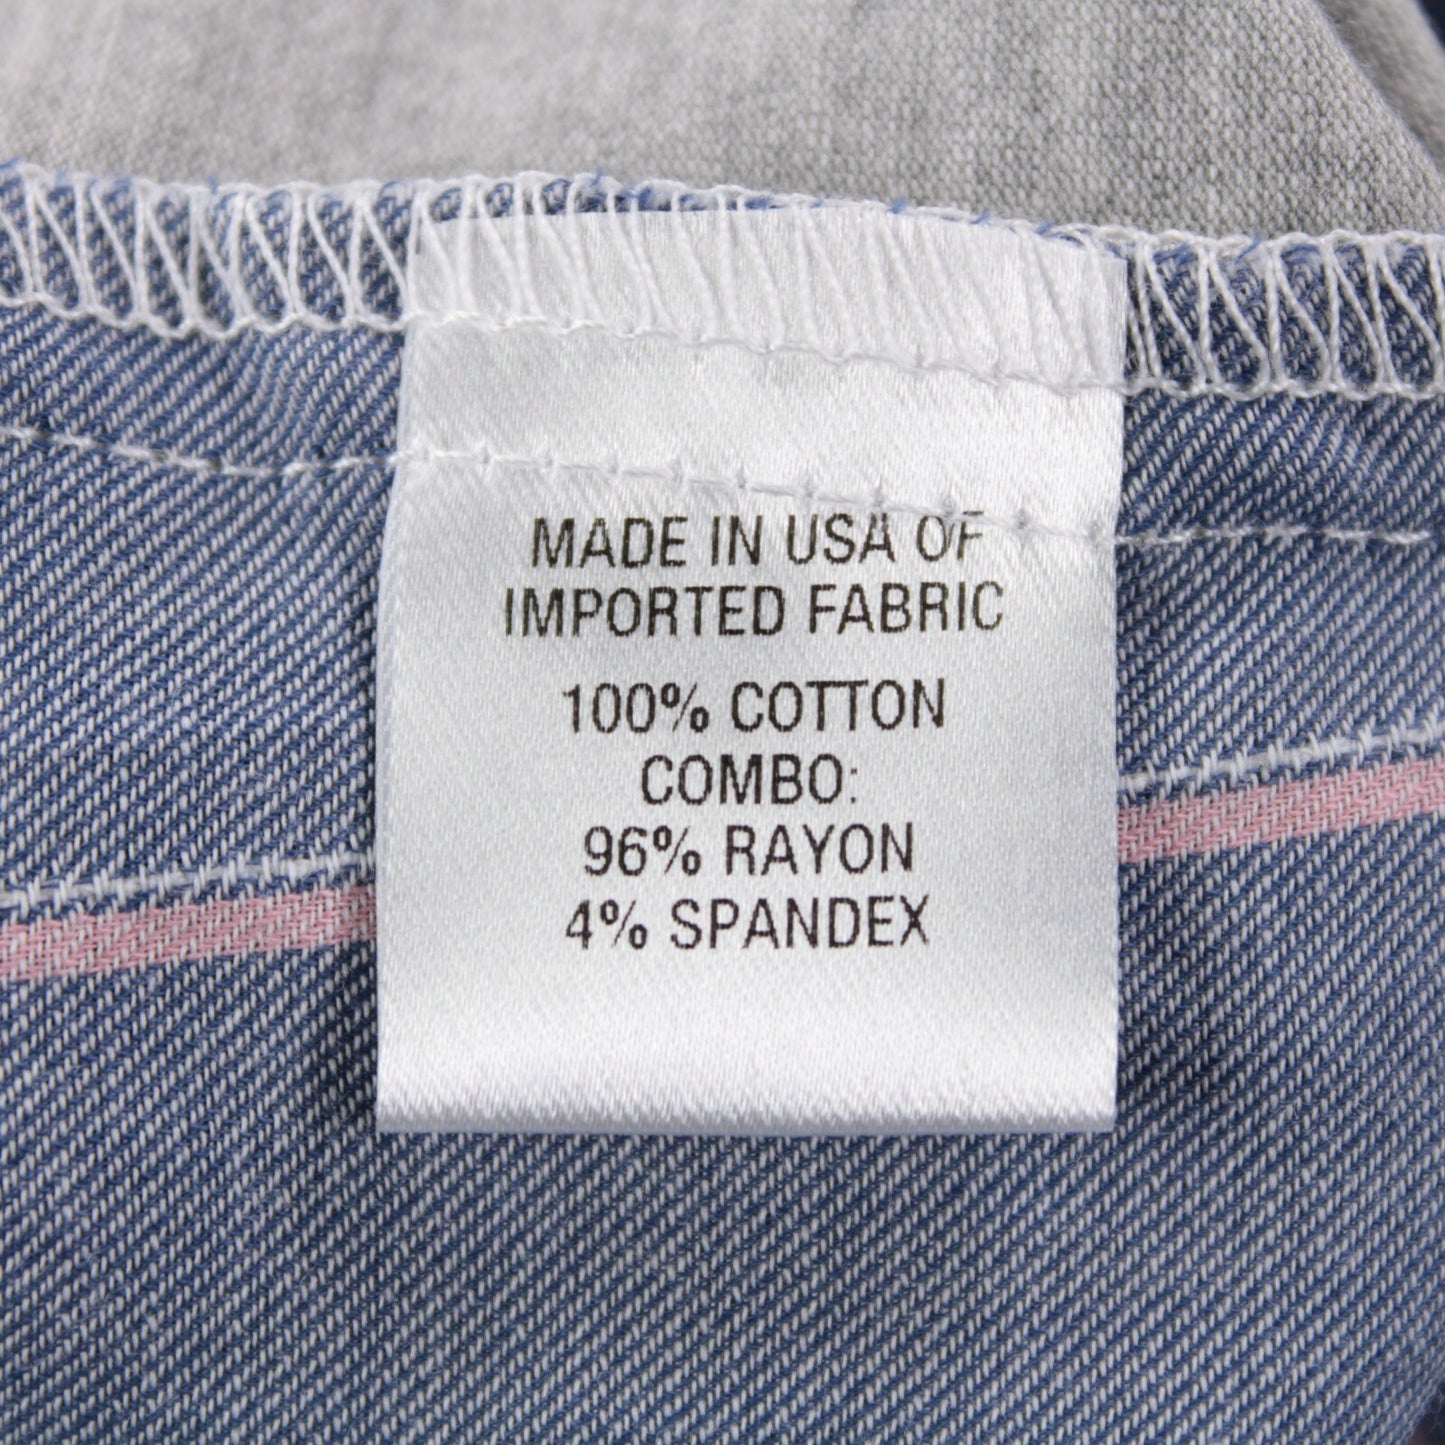 MADE IN USA OF
IMPORTED FABRIC
100% COTTON
COMBO:
96% RAYON
4% SPANDEX